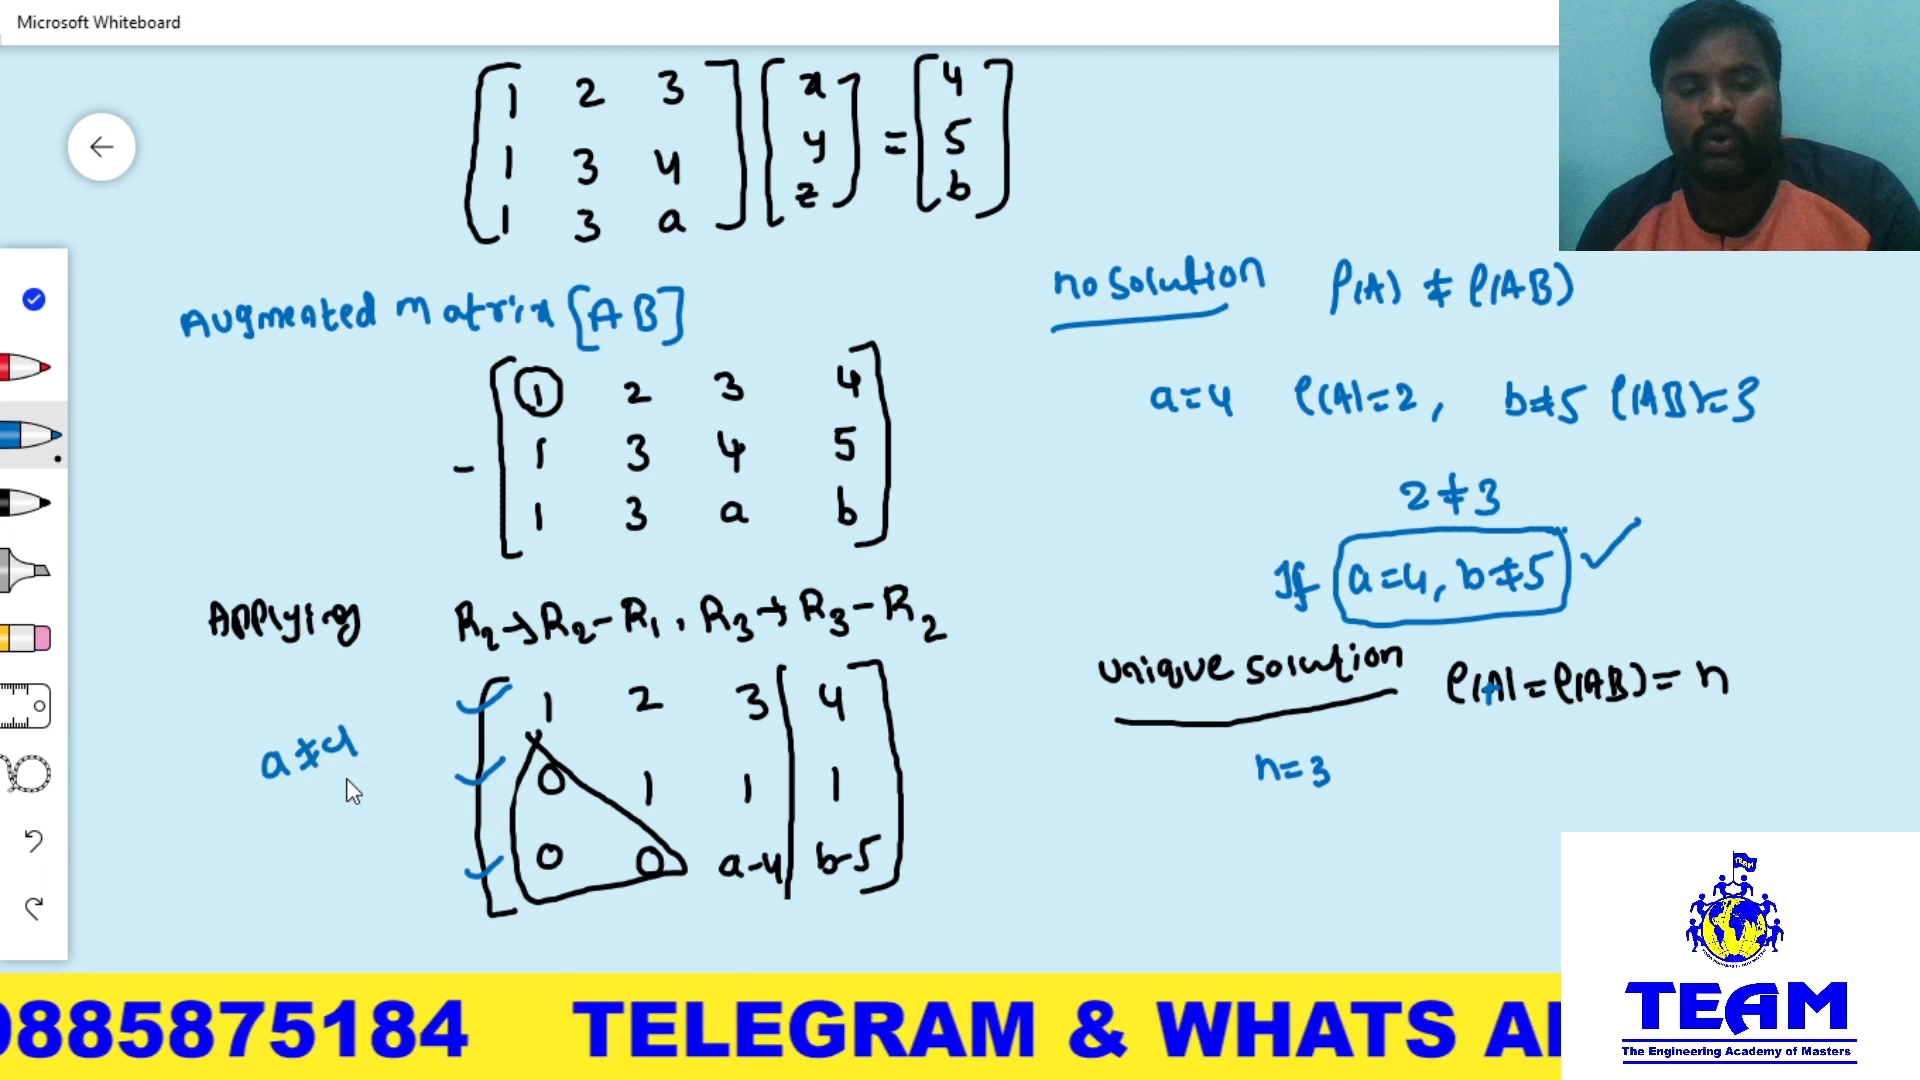 Microsoft Whiteboard
[1 2 3] [x] = [4]
[1 3 4] [y] = [5]
[1 3 a] [z] = [b]
Augmented Matrix [AB]
- [1 2 3 4]
[1 3 4 5]
[1 3 a b]
Applying R₂→R₂-R₁, R₃→R₃-R₂
[1 2 3 | 4]
[0 1 1 | 1]
[0 0 a-4 | b-5]
a≠4
no solution ρ(A) ≠ ρ(AB)
a=4 ρ(A)=2, b≠5 ρ(AB)=3
2≠3
If a=4, b≠5 ✓
unique solution ρ(A)=ρ(AB)=n
n=3
885875184 TELEGRAM & WHATS A
TEAM
TEAM
The Engineering Academy of Masters